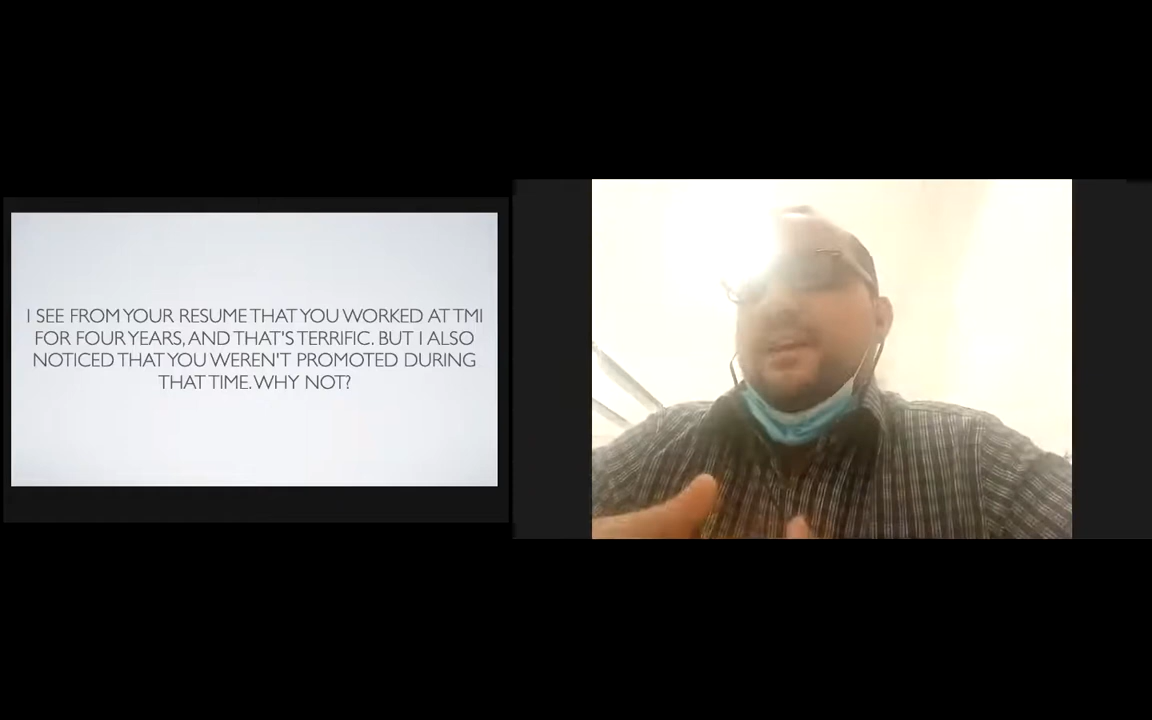 I SEE FROM YOUR RESUME THAT YOU WORKED AT TMI
FOR FOUR YEARS, AND THAT'S TERRIFIC. BUT I ALSO
NOTICED THAT YOU WEREN'T PROMOTED DURING
THAT TIME. WHY NOT?